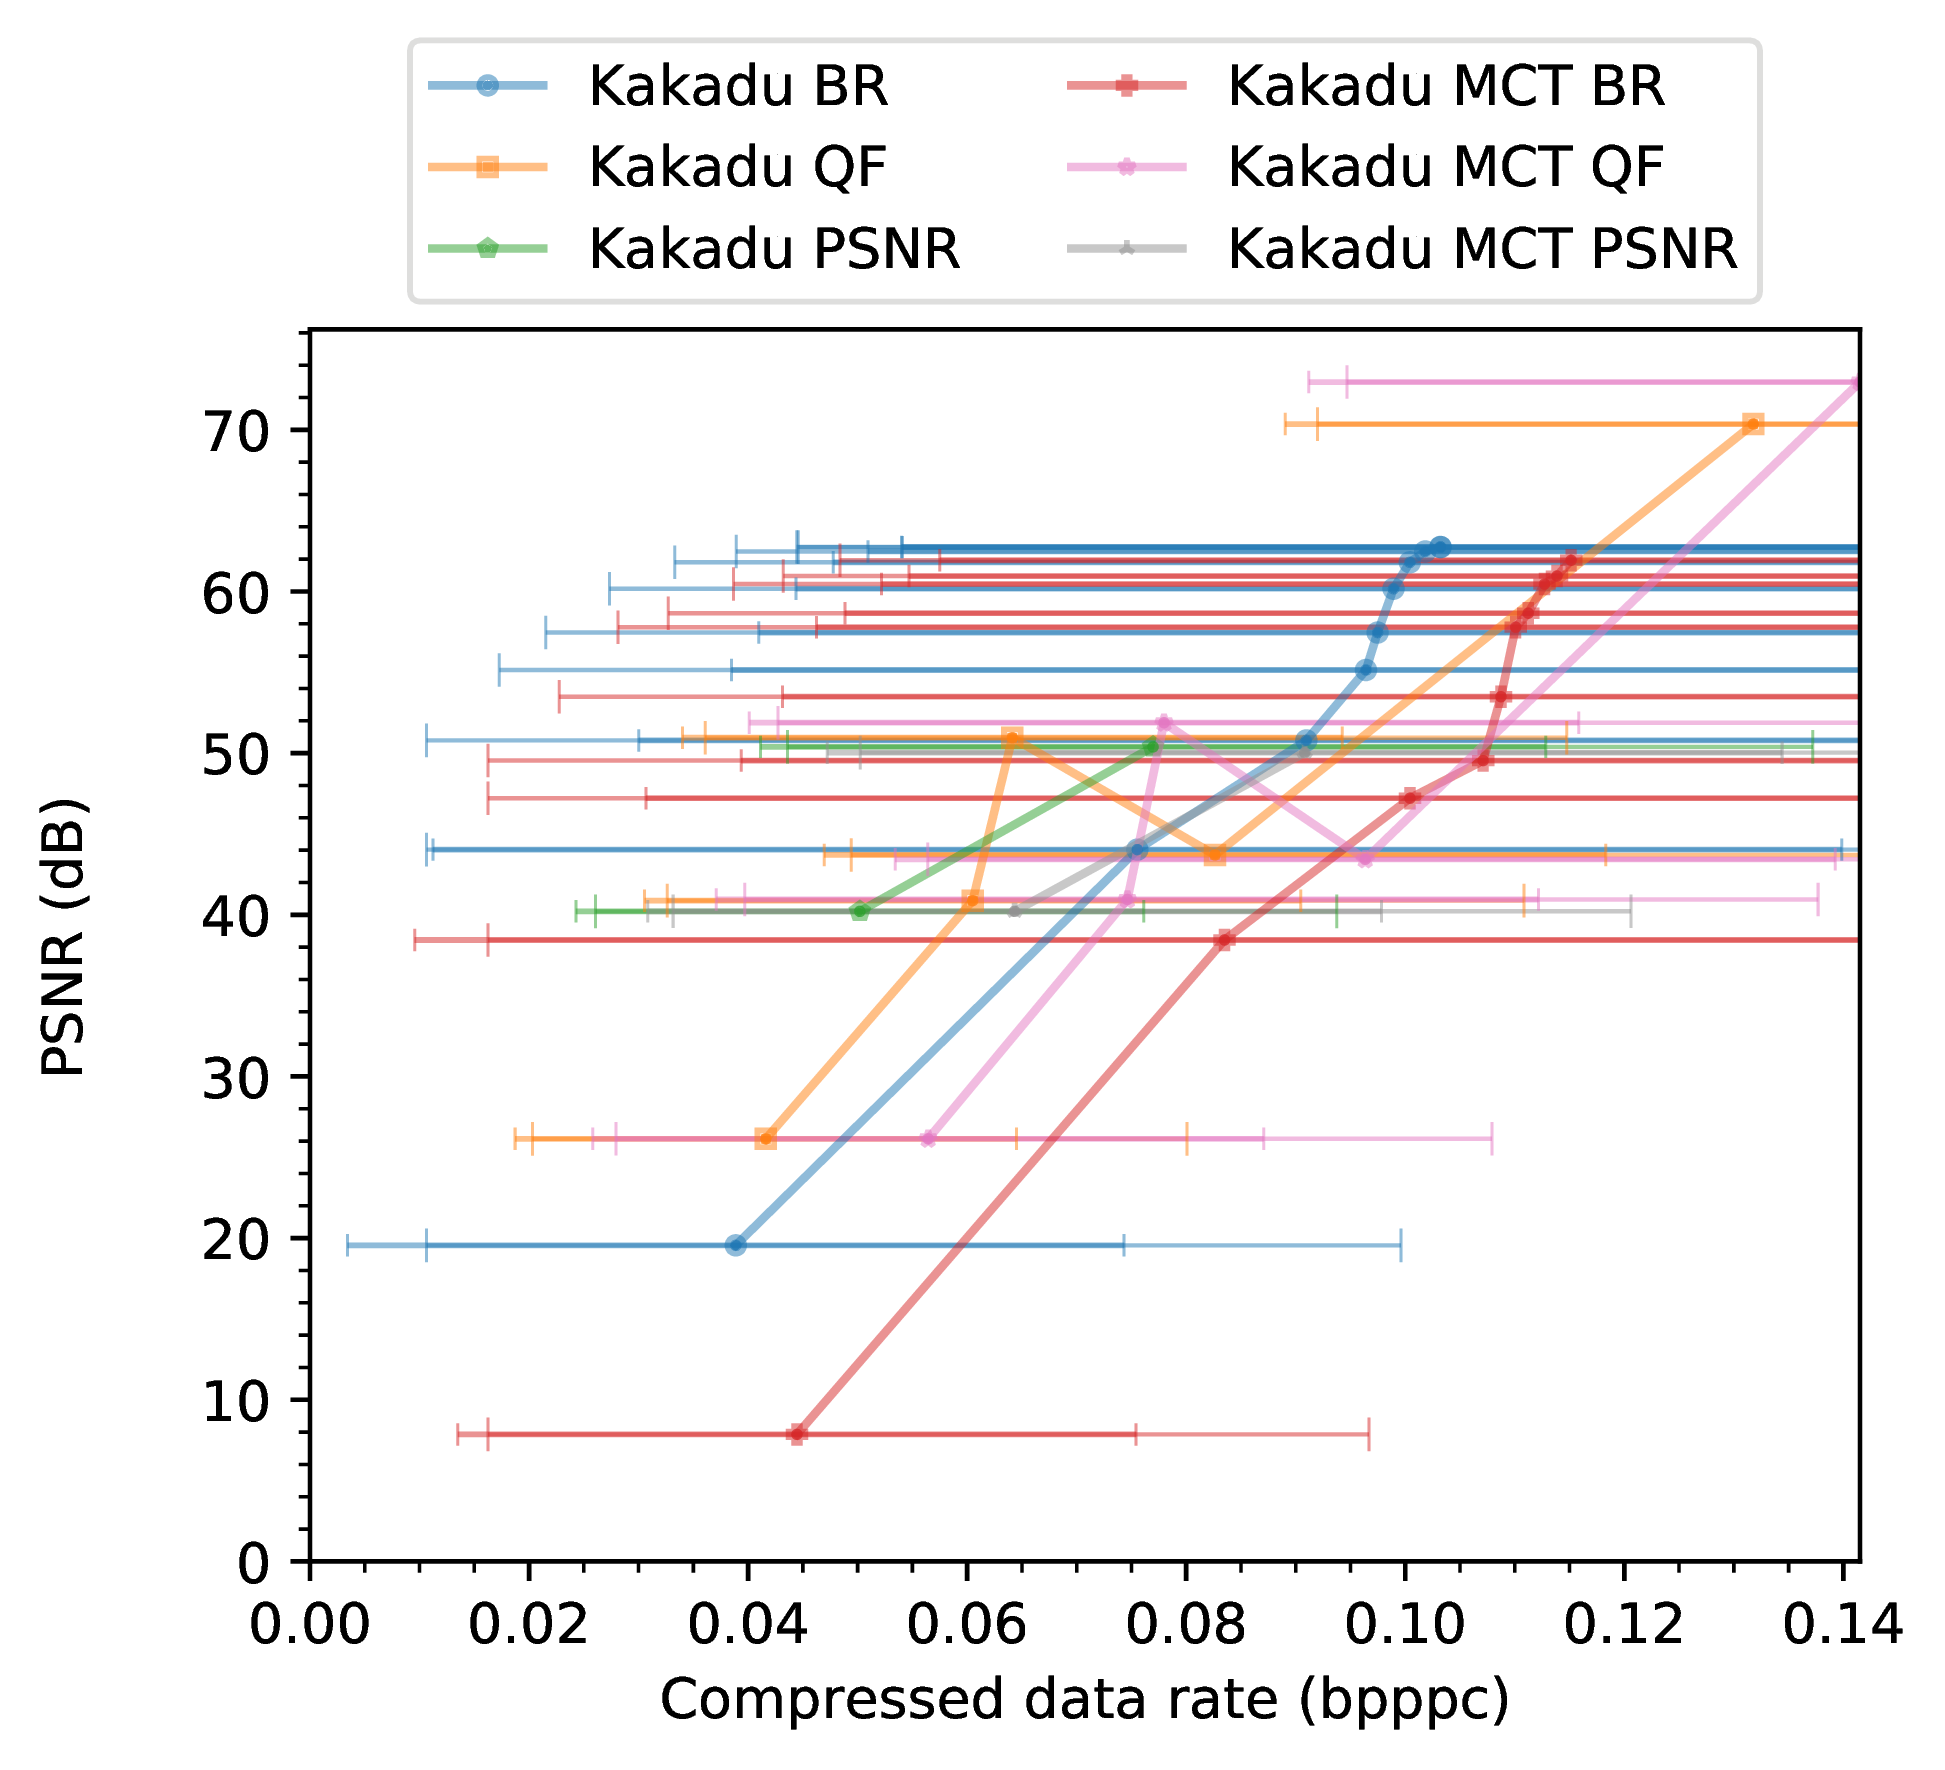 Kakadu BR
Kakadu MCT BR
Kakadu QF
Kakadu MCT QF
Kakadu PSNR
Kakadu MCT PSNR
70
60
50
40
30
20
10
0
PSNR (dB)
0.00 0.02 0.04 0.06 0.08 0.10 0.12 0.14
Compressed data rate (bpppc)